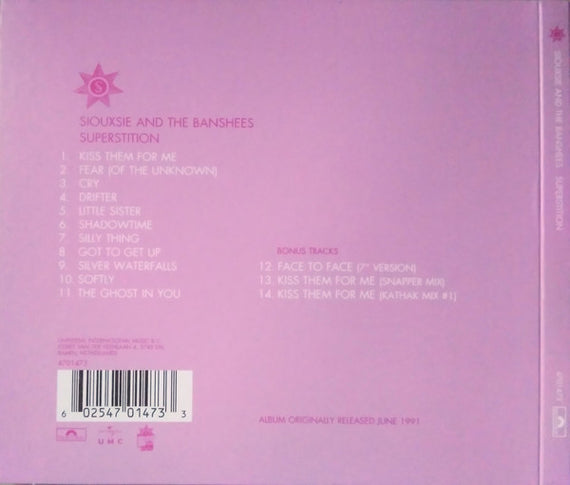 S
SIOUXSIE AND THE BANSHEES
SUPERSTITION
1. KISS THEM FOR ME
2. FEAR (OF THE UNKNOWN)
3. CRY
4. DRIFTER
5. LITTLE SISTER
6. SHADOWTIME
7. SILLY THING
8. GOT TO GET UP
9. SILVER WATERFALLS
10. SOFTLY
11. THE GHOST IN YOU
BONUS TRACKS
12. FACE TO FACE (7" VERSION)
13. KISS THEM FOR ME (SNAPPER MIX)
14. KISS THEM FOR ME (KATHAK MIX #1)
UNIVERSAL INTERNATIONAL MUSIC B.V.
BAARN, NETHERLANDS
4701473
6 02547 01473 3
UMC
ALBUM ORIGINALLY RELEASED JUNE 1991
SIOUXSIE AND THE BANSHEES SUPERSTITION
4701473